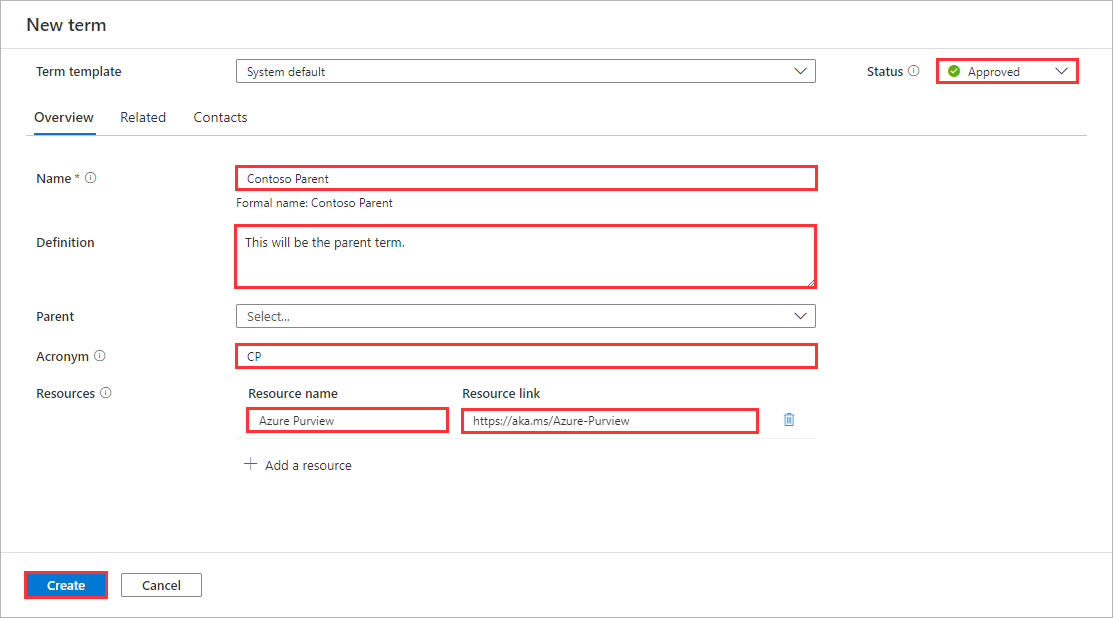 New term
Term template
System default
Status
Approved
Overview
Related
Contacts
Name *
Contoso Parent
Formal name: Contoso Parent
Definition
This will be the parent term.
Parent
Select...
Acronym
CP
Resources
Resource name
Resource link
Azure Purview
https://aka.ms/Azure-Purview
Add a resource
Create
Cancel